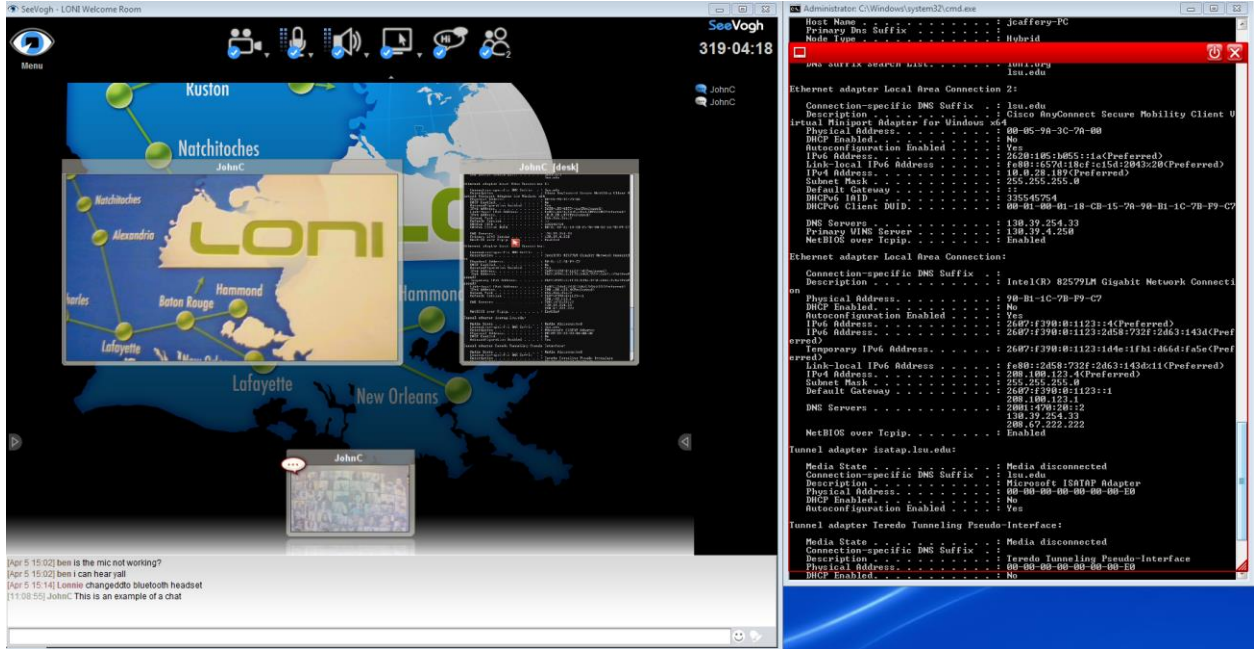 SeeVogh - LONI Welcome Room
SeeVogh
319-04:18
Menu
Hi
2
JohnC
JohnC
Ruston
Natchitoches
JohnC
JohnC [desk]
Natchitoches
Alexandria
LONI
Baton Rouge
Hammond
Lafayette
Hammond
Lafayette
New Orleans
JohnC
[Apr 5 15:02] ben is the mic not working?
[Apr 5 15:02] ben i can hear yall
[Apr 5 15:14] Lonnie changeddto bluetooth headset
[11:08:55] JohnC This is an example of a chat
Administrator: C:\Windows\system32\cmd.exe
Host Name . . . . . . . . . . . . : jcaffery-PC
Primary Dns Suffix . . . . . . . :
Node Type . . . . . . . . . . . . : Hybrid
DNS Suffix Search List. . . . . . : loni.org
lsu.edu
Ethernet adapter Local Area Connection 2:
Connection-specific DNS Suffix . : lsu.edu
Description . . . . . . . . . . . : Cisco AnyConnect Secure Mobility Client V
irtual Miniport Adapter for Windows x64
Physical Address. . . . . . . . . : 00-05-9A-3C-7A-00
DHCP Enabled. . . . . . . . . . . : No
Autoconfiguration Enabled . . . . : Yes
IPv6 Address. . . . . . . . . . . : 2620:105:b055::1a(Preferred)
Link-local IPv6 Address . . . . . : fe80::657d:18cf:c15d:2043%20(Preferred)
IPv4 Address. . . . . . . . . . . : 10.0.28.189(Preferred)
Subnet Mask . . . . . . . . . . . : 255.255.255.0
Default Gateway . . . . . . . . . : ::
DHCPv6 IAID . . . . . . . . . . . : 335545754
DHCPv6 Client DUID. . . . . . . . : 00-01-00-01-18-CB-15-7A-90-B1-1C-7B-F9-C7
DNS Servers . . . . . . . . . . . : 130.39.254.33
Primary WINS Server . . . . . . . : 130.39.4.250
NetBIOS over Tcpip. . . . . . . . : Enabled
Ethernet adapter Local Area Connection:
Connection-specific DNS Suffix . :
Description . . . . . . . . . . . : Intel(R) 82579LM Gigabit Network Connecti
on
Physical Address. . . . . . . . . : 90-B1-1C-7B-F9-C7
DHCP Enabled. . . . . . . . . . . : No
Autoconfiguration Enabled . . . . : Yes
IPv6 Address. . . . . . . . . . . : 2607:f390:0:1123::4(Preferred)
IPv6 Address. . . . . . . . . . . : 2607:f390:0:1123:2d58:732f:2d63:143d(Pref
erred)
Temporary IPv6 Address. . . . . . : 2607:f390:0:1123:1d4e:1fb1:d66d:fa5e(Pref
erred)
Link-local IPv6 Address . . . . . : fe80::2d58:732f:2d63:143d%11(Preferred)
IPv4 Address. . . . . . . . . . . : 208.100.123.4(Preferred)
Subnet Mask . . . . . . . . . . . : 255.255.255.0
Default Gateway . . . . . . . . . : 2607:f390:0:1123::1
208.100.123.1
DNS Servers . . . . . . . . . . . : 2001:470:20::2
130.39.254.33
208.67.222.222
NetBIOS over Tcpip. . . . . . . . : Enabled
Tunnel adapter isatap.lsu.edu:
Media State . . . . . . . . . . . : Media disconnected
Connection-specific DNS Suffix . : lsu.edu
Description . . . . . . . . . . . : Microsoft ISATAP Adapter
Physical Address. . . . . . . . . : 00-00-00-00-00-00-00-E0
DHCP Enabled. . . . . . . . . . . : No
Autoconfiguration Enabled . . . . : Yes
Tunnel adapter Teredo Tunneling Pseudo-Interface:
Media State . . . . . . . . . . . : Media disconnected
Connection-specific DNS Suffix . :
Description . . . . . . . . . . . : Teredo Tunneling Pseudo-Interface
Physical Address. . . . . . . . . : 00-00-00-00-00-00-00-E0
DHCP Enabled. . . . . . . . . . . : No